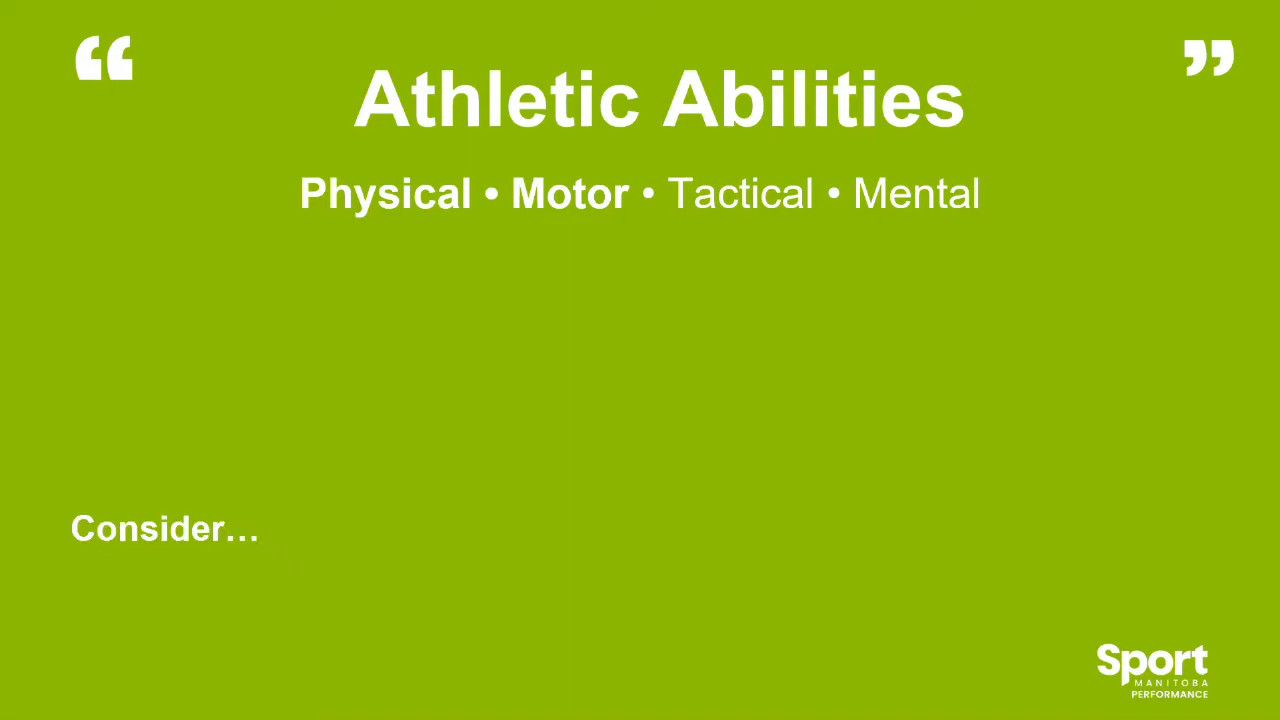 “ ”
Athletic Abilities
Physical • Motor • Tactical • Mental
Consider…
Sport
MANITOBA
PERFORMANCE